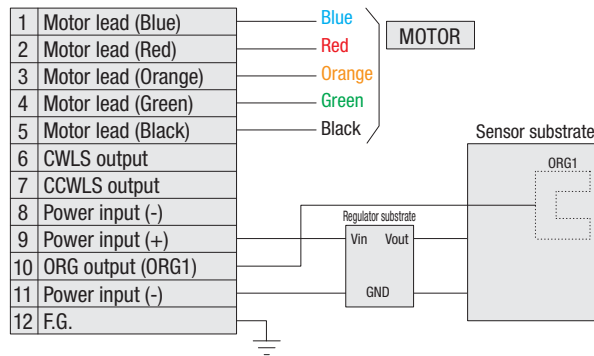 1 Motor lead (Blue)
2 Motor lead (Red)
3 Motor lead (Orange)
4 Motor lead (Green)
5 Motor lead (Black)
6 CWLS output
7 CCWLS output
8 Power input (-)
9 Power input (+)
10 ORG output (ORG1)
11 Power input (-)
12 F.G.
Blue
Red
Orange
Green
Black
MOTOR
Regulator substrate
Vin Vout
GND
Sensor substrate
ORG1